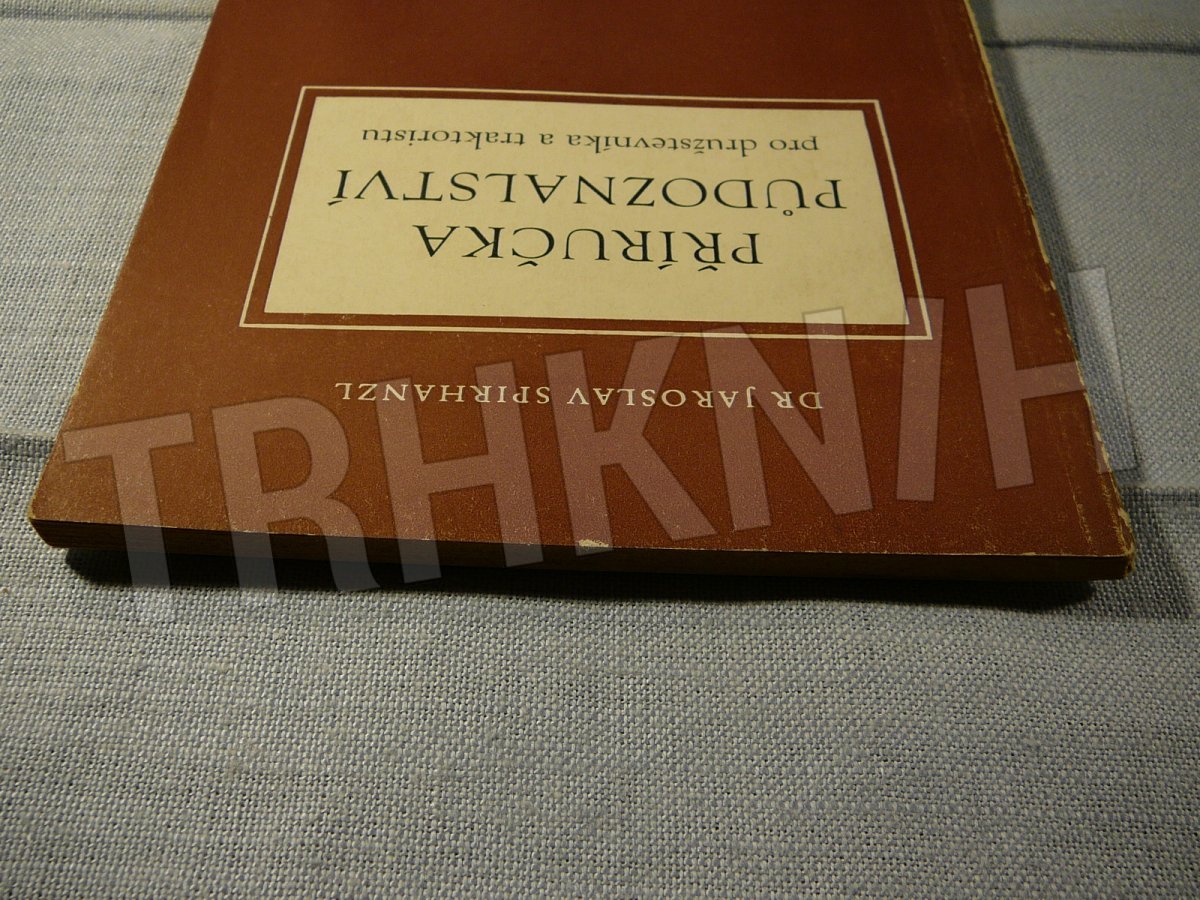 DR JAROSLAV SPIRHANZL
PŘÍRUČKA
PŮDOZNALSTVÍ
pro družstevníka a traktoristu
TRHKNIH